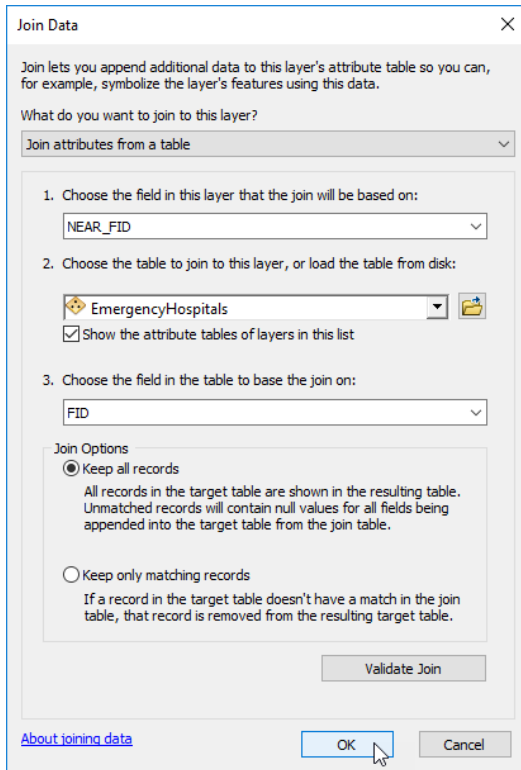 Join Data
Join lets you append additional data to this layer's attribute table so you can,
for example, symbolize the layer's features using this data.
What do you want to join to this layer?
Join attributes from a table
1. Choose the field in this layer that the join will be based on:
NEAR_FID
2. Choose the table to join to this layer, or load the table from disk:
EmergencyHospitals
Show the attribute tables of layers in this list
3. Choose the field in the table to base the join on:
FID
Join Options
Keep all records
All records in the target table are shown in the resulting table.
Unmatched records will contain null values for all fields being
appended into the target table from the join table.
Keep only matching records
If a record in the target table doesn't have a match in the join
table, that record is removed from the resulting target table.
Validate Join
About joining data
OK
Cancel